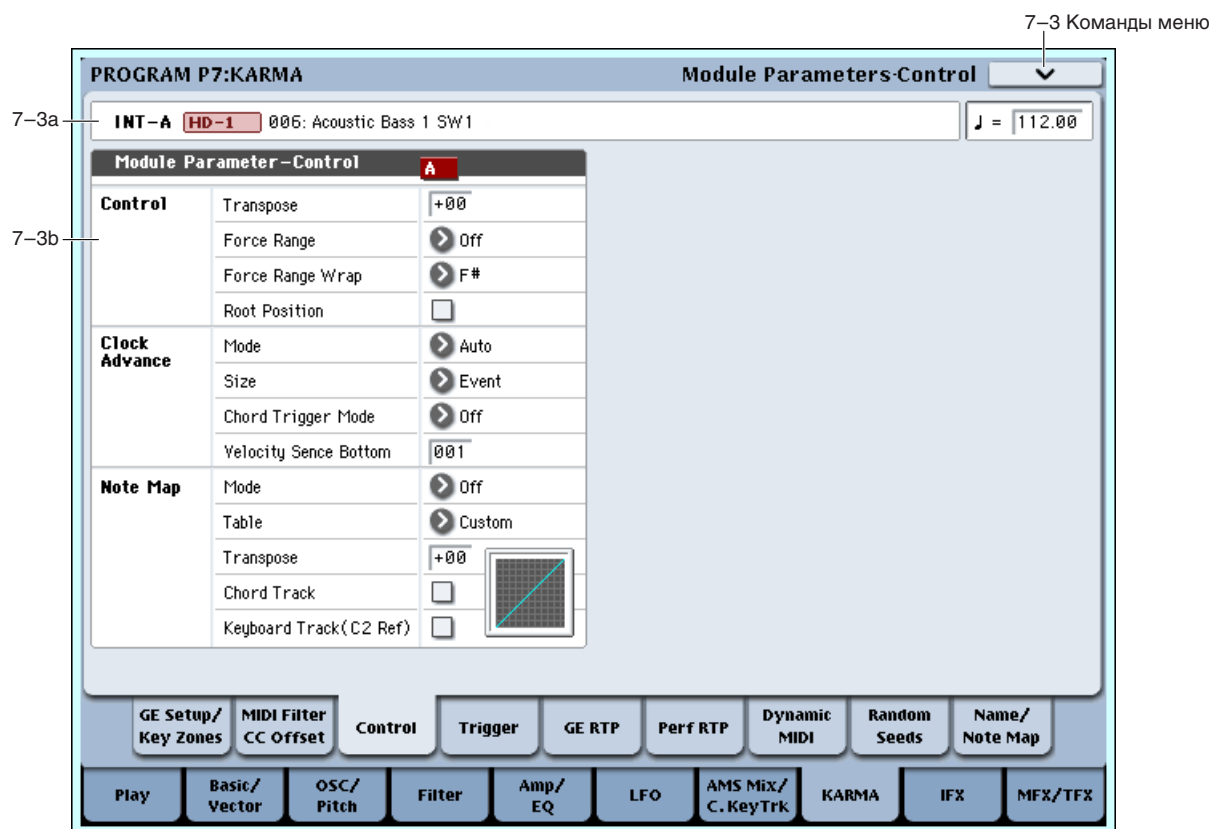 7–3 Команды меню
PROGRAM P7:KARMA Module Parameters-Control
7–3a INT-A HD-1 006: Acoustic Bass 1 SW1 ♩ = 112.00
Module Parameter-Control A
Control Transpose +00
7–3b Force Range Off
Force Range Wrap F#
Root Position
Clock Advance Mode Auto
Size Event
Chord Trigger Mode Off
Velocity Sence Bottom 001
Note Map Mode Off
Table Custom
Transpose +00
Chord Track
Keyboard Track(C2 Ref)
GE Setup/ Key Zones MIDI Filter CC Offset Control Trigger GE RTP Perf RTP Dynamic MIDI Random Seeds Name/ Note Map
Play Basic/ Vector OSC/ Pitch Filter Amp/ EQ LFO AMS Mix/ C.KeyTrk KARMA IFX MFX/TFX